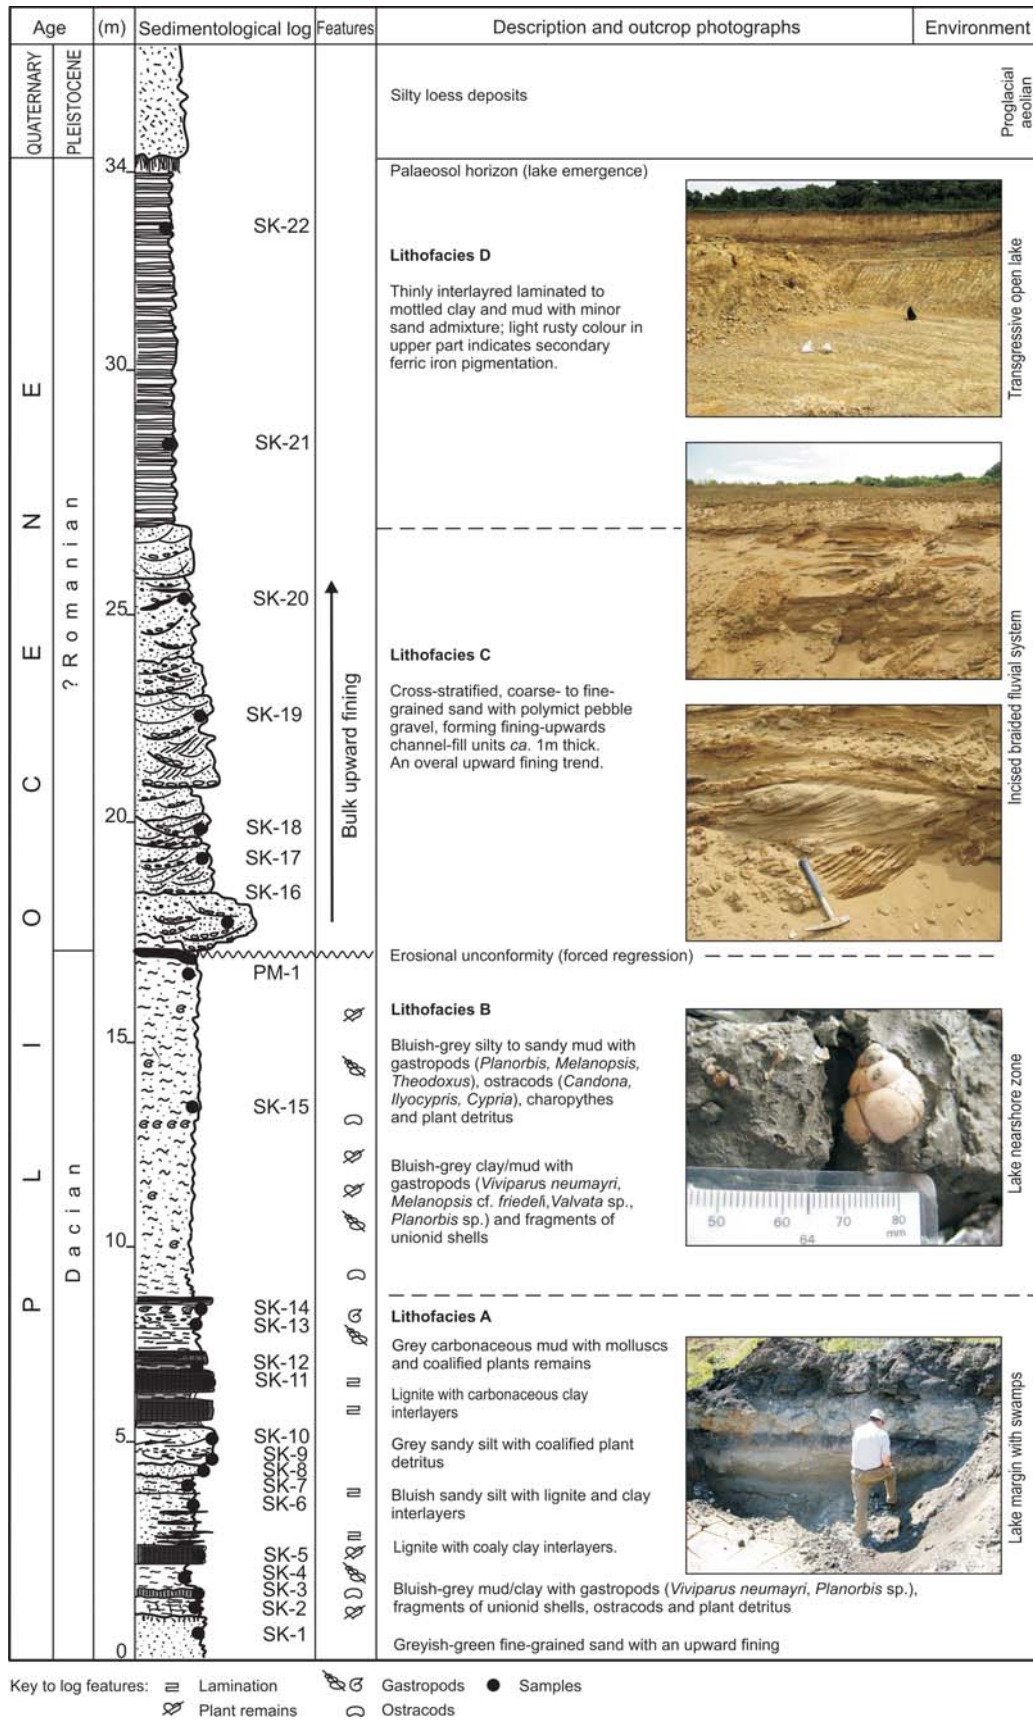 Age (m) Sedimentological log Features Description and outcrop photographs Environment
QUATERNARY
PLEISTOCENE
Silty loess deposits
Proglacial
aeolian
34
Palaeosol horizon (lake emergence)
SK-22
Lithofacies D
Thinly interlayred laminated to
mottled clay and mud with minor
sand admixture; light rusty colour in
upper part indicates secondary
ferric iron pigmentation.
Transgressive open lake
30
SK-21
PLIOCENE
? Romanian
SK-20
25
Bulk upward fining
Lithofacies C
Cross-stratified, coarse- to fine-
grained sand with polymict pebble
gravel, forming fining-upwards
channel-fill units ca. 1m thick.
An overal upward fining trend.
Incised braided fluvial system
SK-19
20
SK-18
SK-17
SK-16
Erosional unconformity (forced regression)
PM-1
Dacian
Lithofacies B
15
Bluish-grey silty to sandy mud with
gastropods (Planorbis, Melanopsis,
Theodoxus), ostracods (Candona,
Ilyocypris, Cypria), charopythes
and plant detritus
SK-15
Bluish-grey clay/mud with
gastropods (Viviparus neumayri,
Melanopsis cf. friedeli,Valvata sp.,
Planorbis sp.) and fragments of
unionid shells
50 60 70 80
64 mm
Lake nearshore zone
10
SK-14
SK-13
Lithofacies A
Grey carbonaceous mud with molluscs
and coalified plants remains
SK-12
SK-11
Lignite with carbonaceous clay
interlayers
5
SK-10
SK-9
SK-8
SK-7
SK-6
Grey sandy silt with coalified plant
detritus
Bluish sandy silt with lignite and clay
interlayers
Lake margin with swamps
SK-5
SK-4
SK-3
SK-2
SK-1
Lignite with coaly clay interlayers.
Bluish-grey mud/clay with gastropods (Viviparus neumayri, Planorbis sp.),
fragments of unionid shells, ostracods and plant detritus
Greyish-green fine-grained sand with an upward fining
0
Key to log features: Lamination Gastropods Samples
Plant remains Ostracods